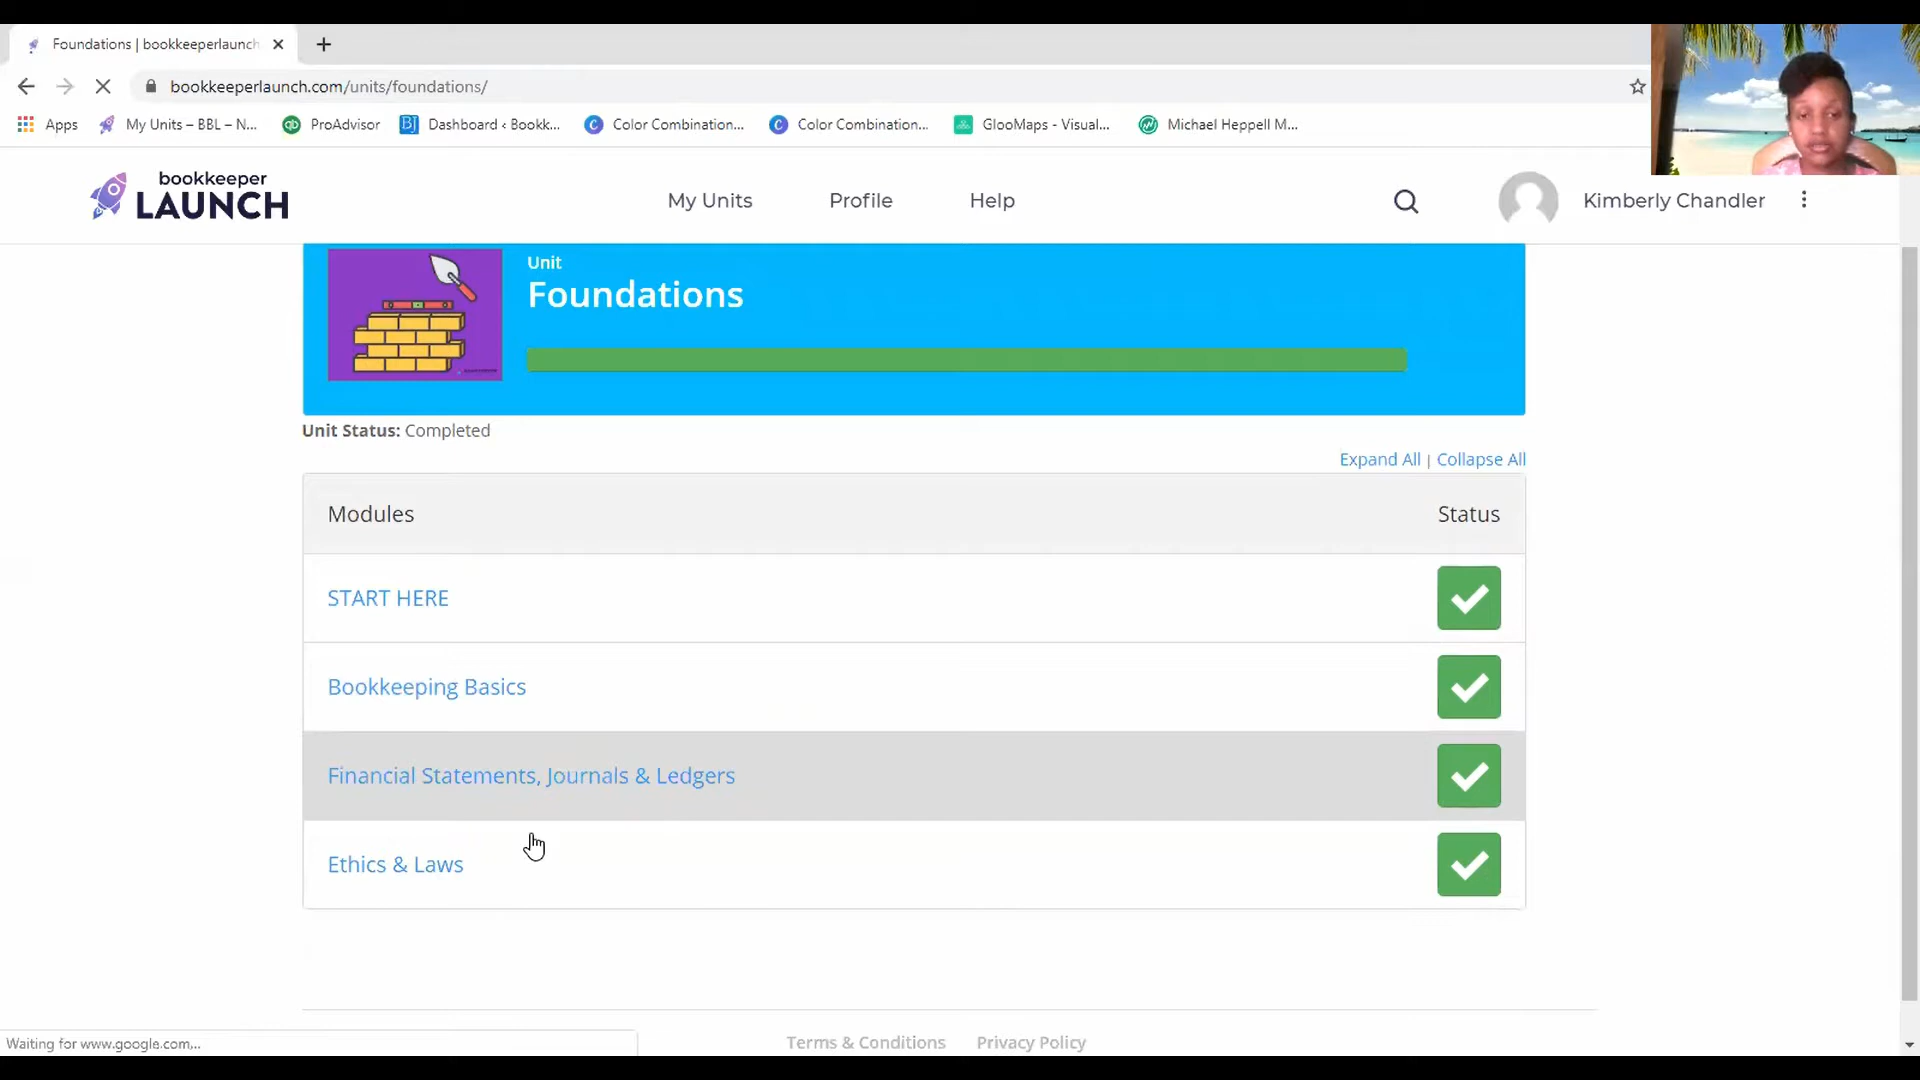 Foundations | bookkeeperlaunch
bookkeeperlaunch.com/units/foundations/
Apps My Units – BBL – N... ProAdvisor Dashboard ‹ Bookk... Color Combination... Color Combination... GlooMaps - Visual... Michael Heppell M...
bookkeeper
LAUNCH
My Units Profile Help
Kimberly Chandler
Unit
Foundations
Unit Status: Completed
Expand All | Collapse All
Modules Status
START HERE
Bookkeeping Basics
Financial Statements, Journals & Ledgers
Ethics & Laws
Terms & Conditions Privacy Policy
Waiting for www.google.com...